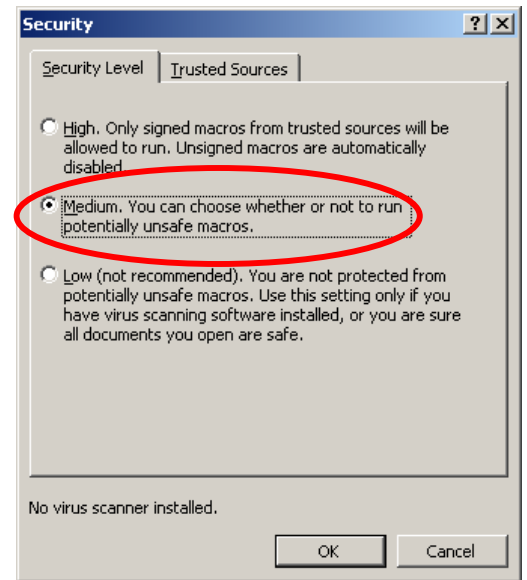 Security
Security Level
Trusted Sources
High. Only signed macros from trusted sources will be
allowed to run. Unsigned macros are automatically
disabled.
Medium. You can choose whether or not to run
potentially unsafe macros.
Low (not recommended). You are not protected from
potentially unsafe macros. Use this setting only if you
have virus scanning software installed, or you are sure
all documents you open are safe.
No virus scanner installed.
OK
Cancel